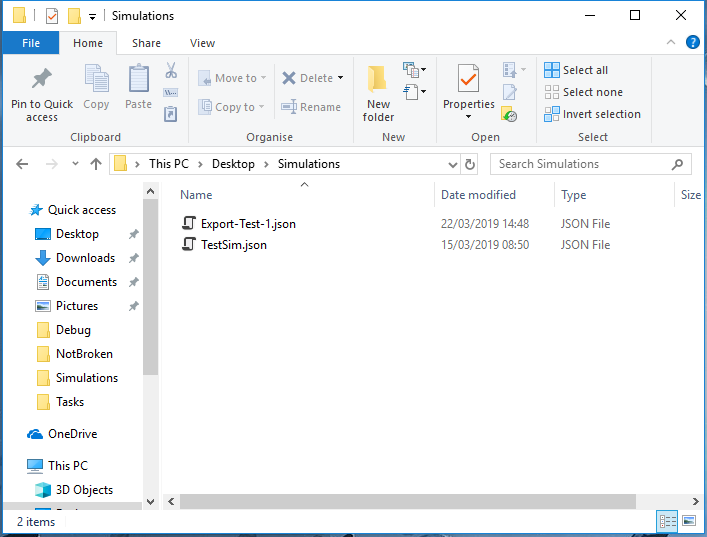 Simulations
File Home Share View
Pin to Quick access
Copy
Paste
Move to
Copy to
Delete
Rename
New folder
Properties
Select all
Select none
Invert selection
Clipboard Organise New Open Select
This PC Desktop Simulations
Search Simulations
Name Date modified Type Size
Export-Test-1.json 22/03/2019 14:48 JSON File
TestSim.json 15/03/2019 08:50 JSON File
Quick access
Desktop
Downloads
Documents
Pictures
Debug
NotBroken
Simulations
Tasks
OneDrive
This PC
3D Objects
2 items